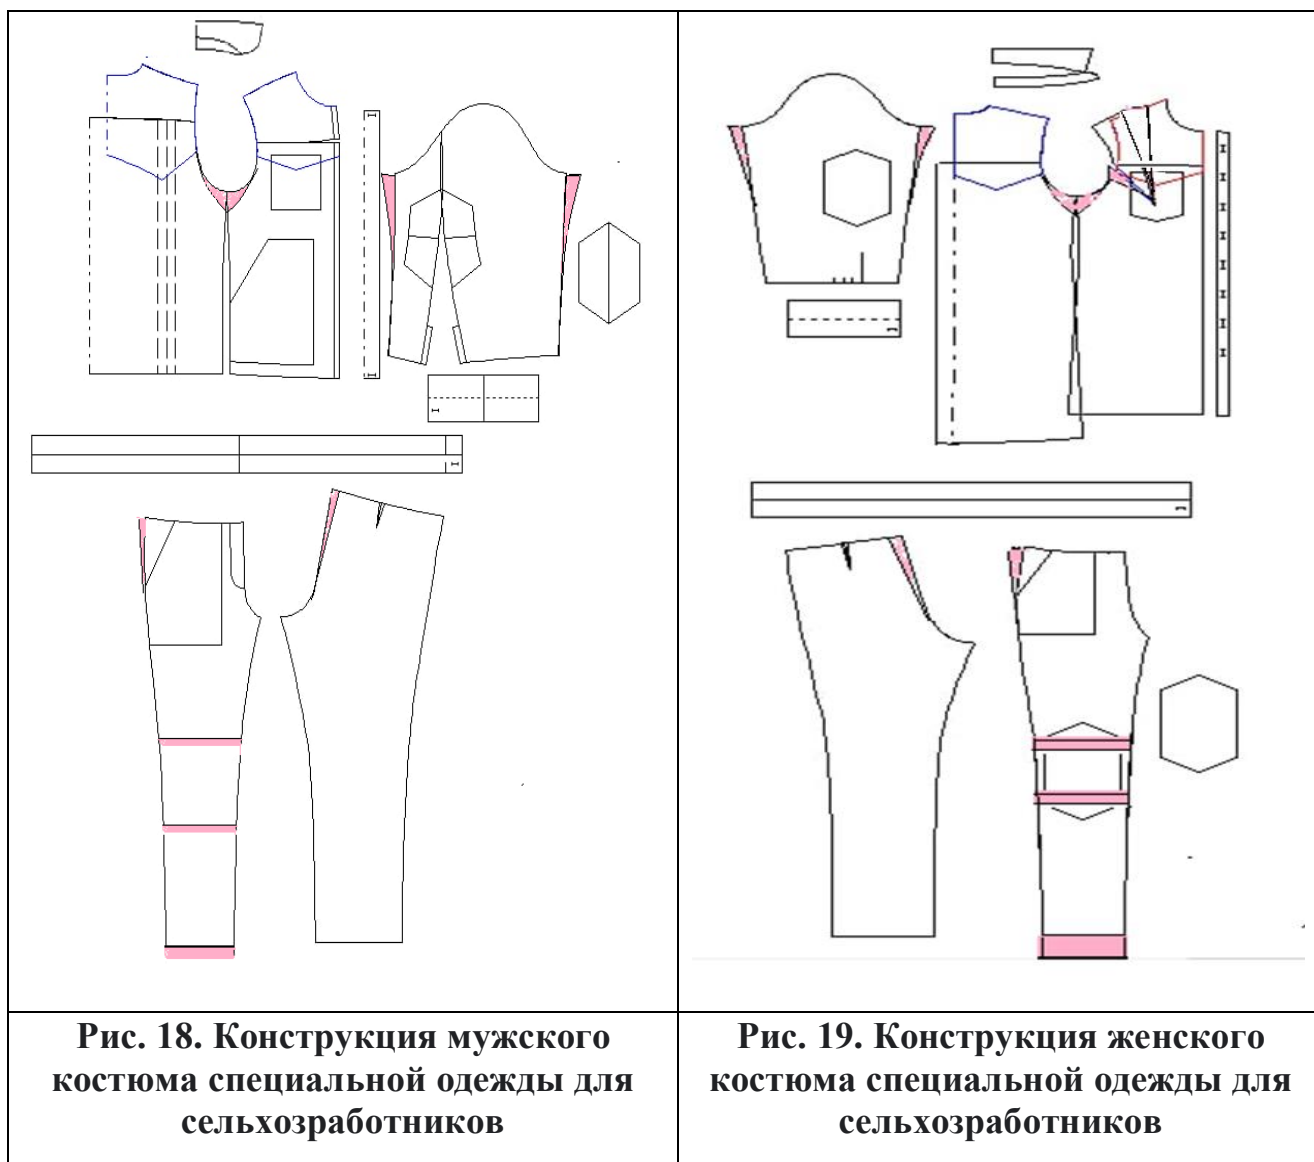 Рис. 18. Конструкция мужского
костюма специальной одежды для
сельхозработников
Рис. 19. Конструкция женского
костюма специальной одежды для
сельхозработников